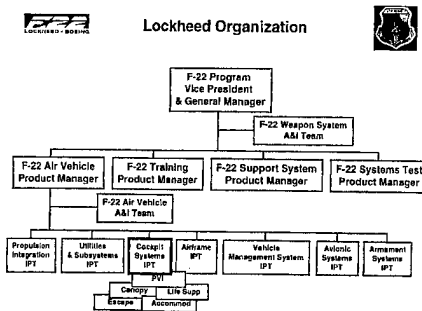 LOCKHEED - BOEING
Lockheed Organization
F-22 Program
Vice President
& General Manager
F-22 Weapon System
A&I Team
F-22 Air Vehicle
Product Manager
F-22 Training
Product Manager
F-22 Support System
Product Manager
F-22 Systems Test
Product Manager
F-22 Air Vehicle
A&I Team
Propulsion
Integration
IPT
Utilities
& Subsystems
IPT
Cockpit
Systems
IPT
Airframe
IPT
Vehicle
Management System
IPT
Avionic
Systems
IPT
Armament
Systems
IPT
PVI
Canopy
Life Supp
Escape
Accommod